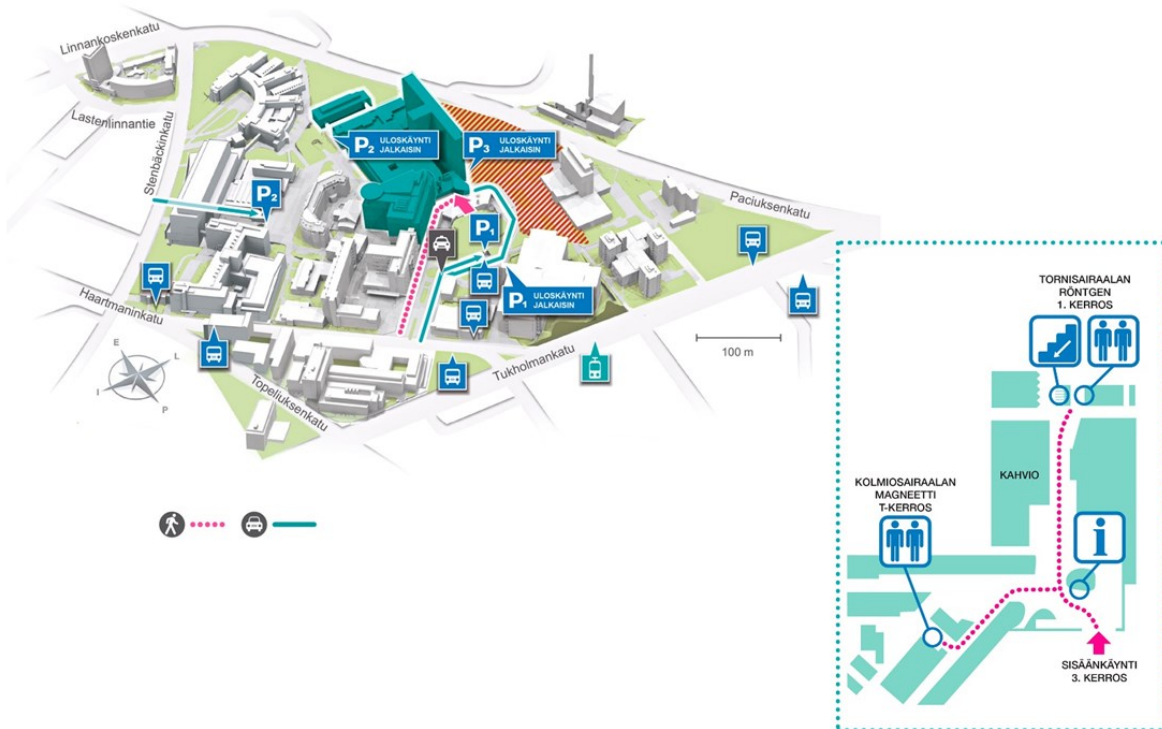 Linnankoskenkatu
Lastenlinnantie
Stenbäckinkatu
P2 ULOSKÄYNTI
JALKAISIN
P3 ULOSKÄYNTI
JALKAISIN
Paciuksenkatu
P2
P1
P1 ULOSKÄYNTI
JALKAISIN
Haartmaninkatu
Topeliuksenkatu
Tukholmankatu
100 m
E
L
I
P
TORNISAIRAALAN
RÖNTGEN
1. KERROS
KAHVIO
KOLMIOSAIRAALAN
MAGNEETTI
T-KERROS
i
SISÄÄNKÄYNTI
3. KERROS